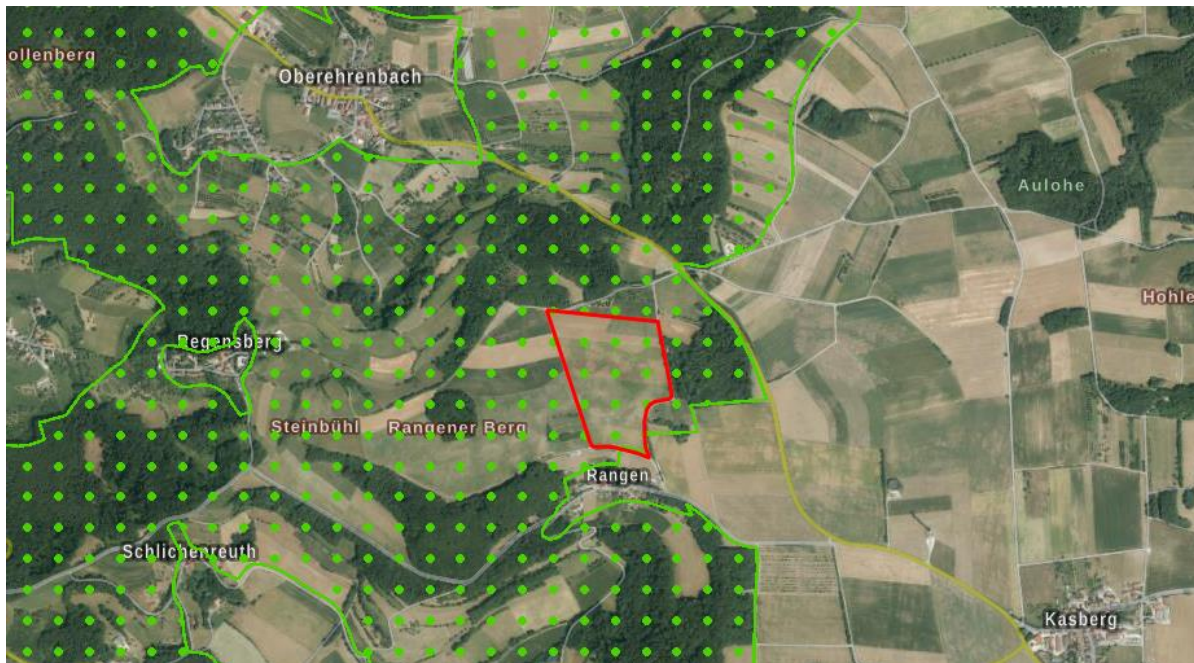 ollenberg
Oberehrenbach
Aulohe
Hohle
Regensberg
Steinbühl
Rangener Berg
Rangen
Schlichenreuth
Kasberg